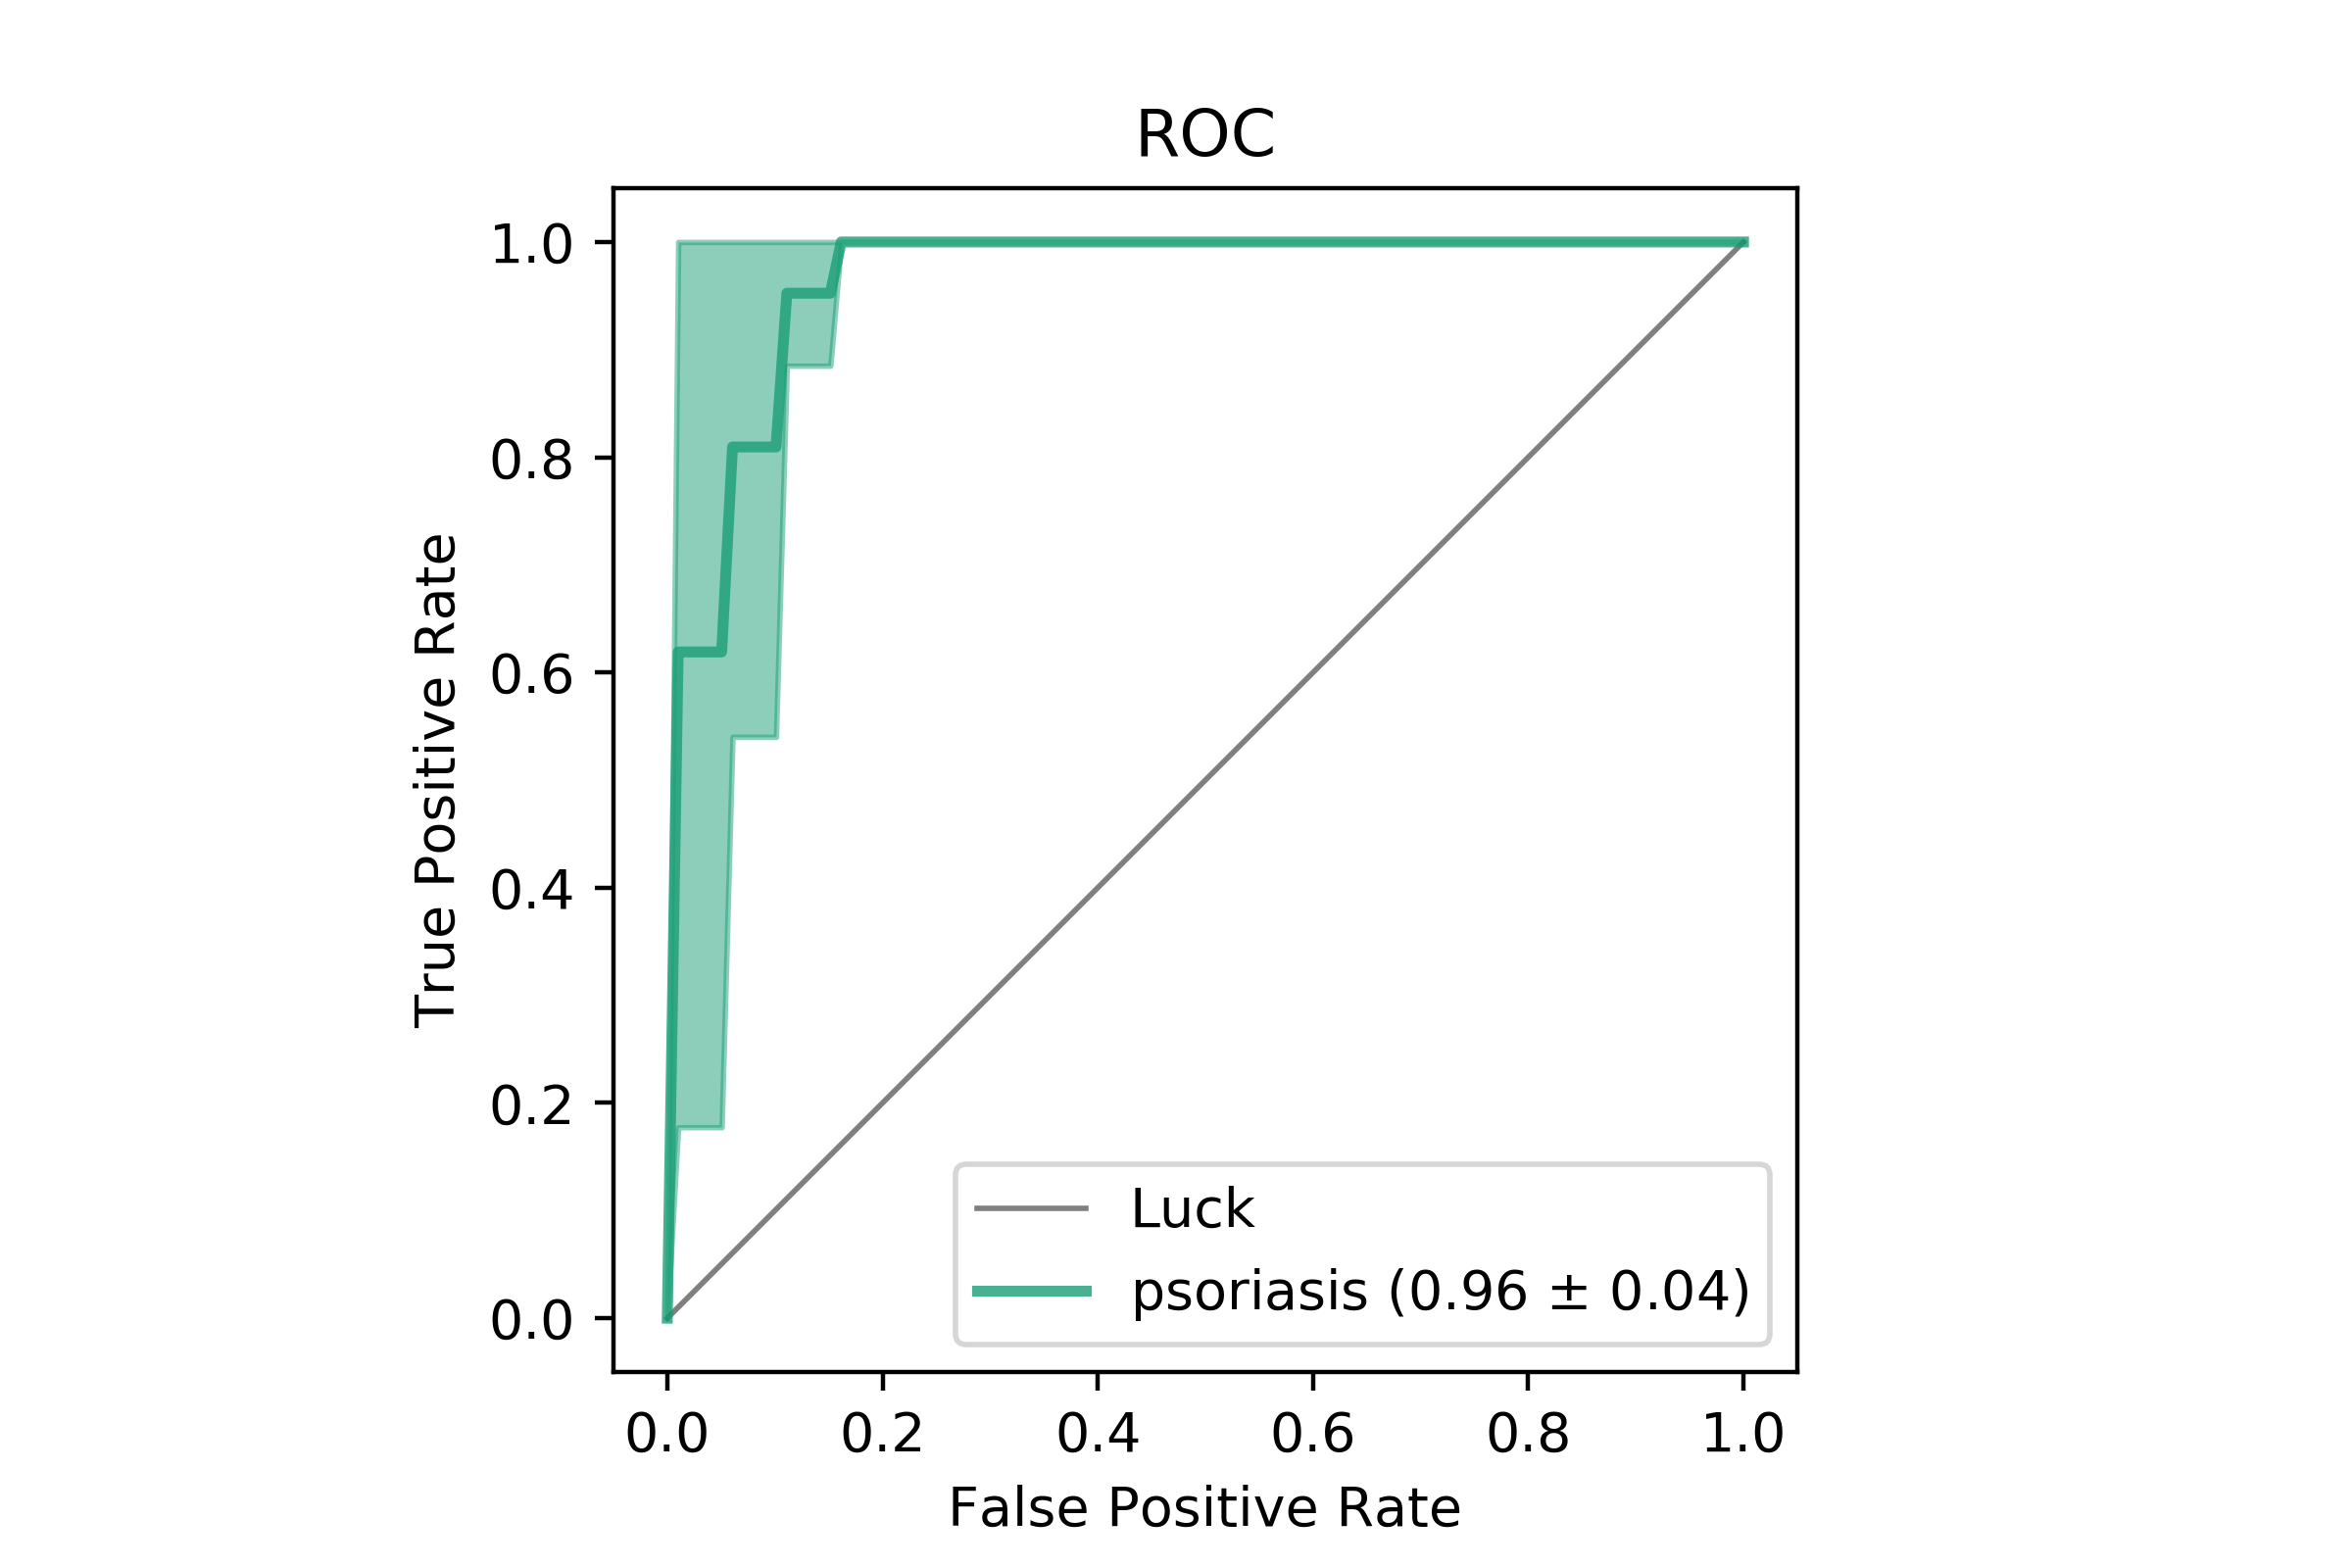 ROC
True Positive Rate
1.0
0.8
0.6
0.4
0.2
0.0
Luck
psoriasis (0.96 ± 0.04)
0.0 0.2 0.4 0.6 0.8 1.0
False Positive Rate